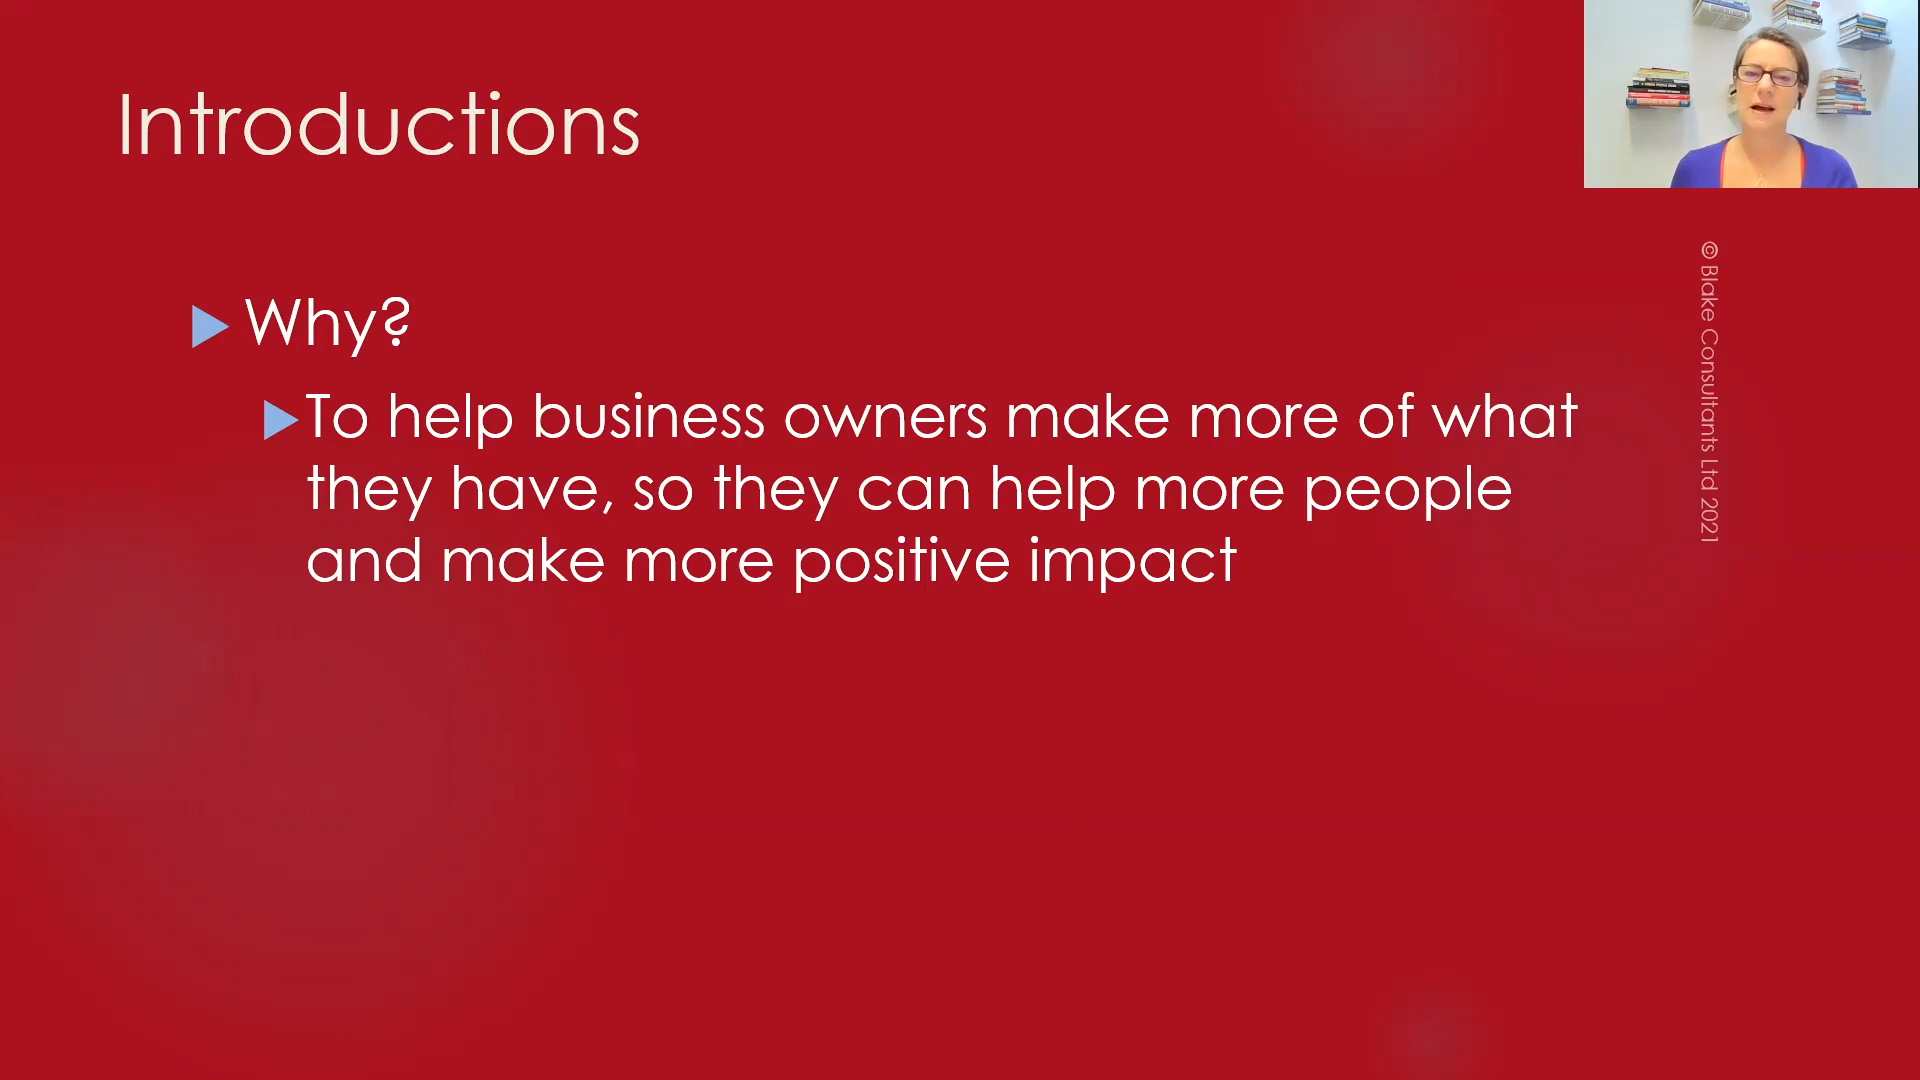 Introductions
Why?
To help business owners make more of what
they have, so they can help more people
and make more positive impact
© Blake Consultants Ltd 2021